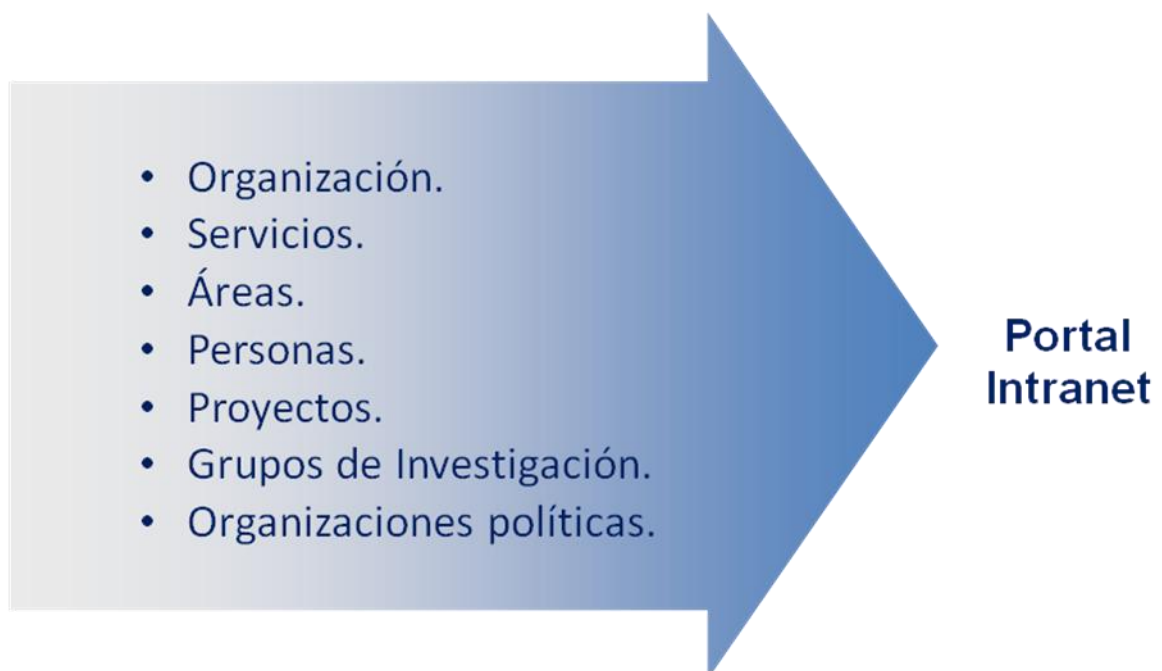 • Organización.
• Servicios.
• Áreas.
• Personas.
• Proyectos.
• Grupos de Investigación.
• Organizaciones políticas.
Portal
Intranet